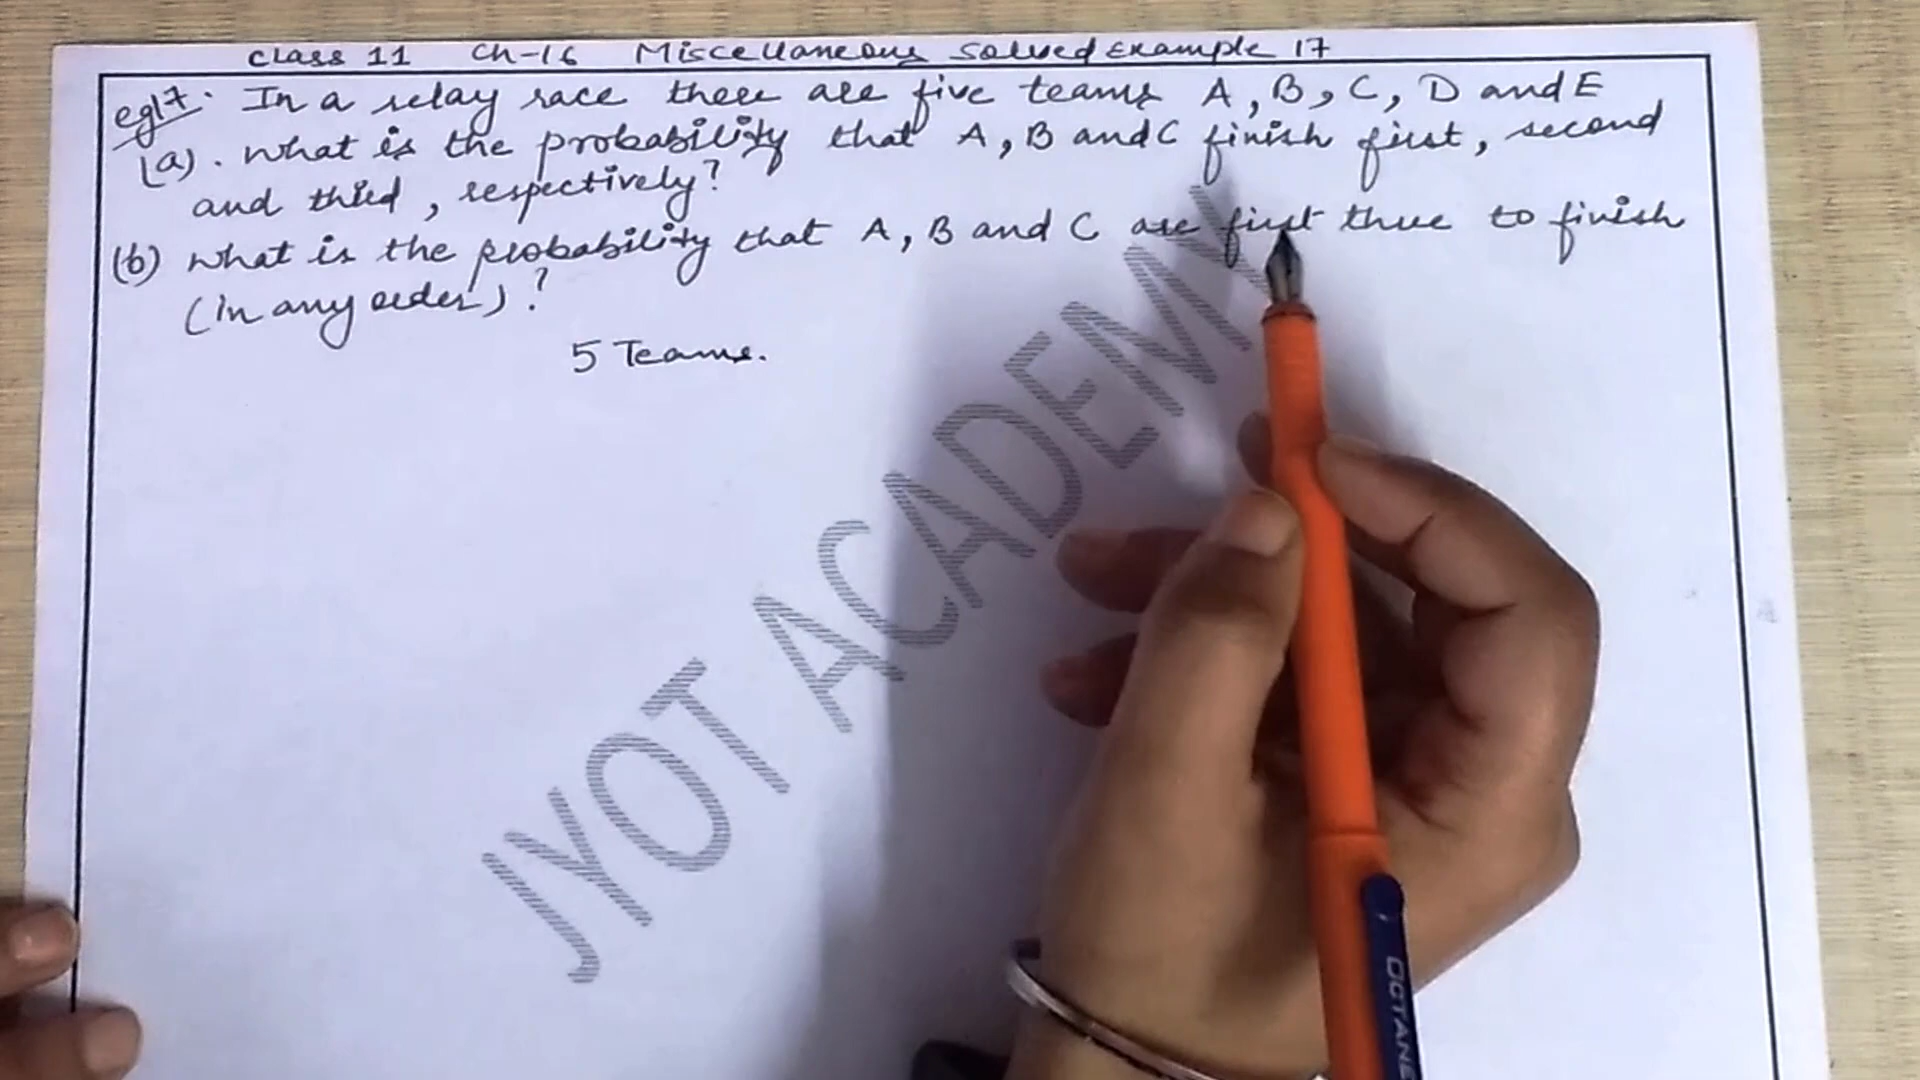 Class 11 Ch-16 Miscellaneous Solved Example 17
eg17. In a relay race there are five teams A, B, C, D and E
(a). What is the probability that A, B and C finish first, second
and third, respectively?
(b) What is the probability that A, B and C are first three to finish
(in any order)?
5 Teams.
JYOT ACADEMY
OCTANE